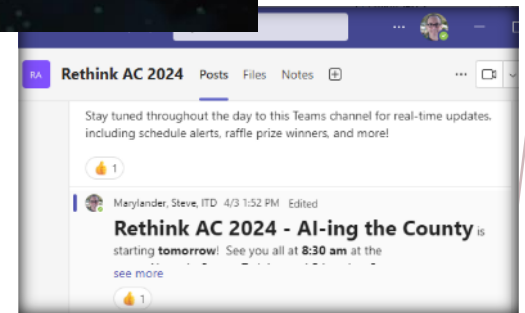 RA Rethink AC 2024 Posts Files Notes
Stay tuned throughout the day to this Teams channel for real-time updates,
including schedule alerts, raffle prize winners, and more!
👍 1
Marylander, Steve, ITD 4/3 1:52 PM Edited
Rethink AC 2024 - AI-ing the County is
starting tomorrow! See you all at 8:30 am at the
see more
👍 1